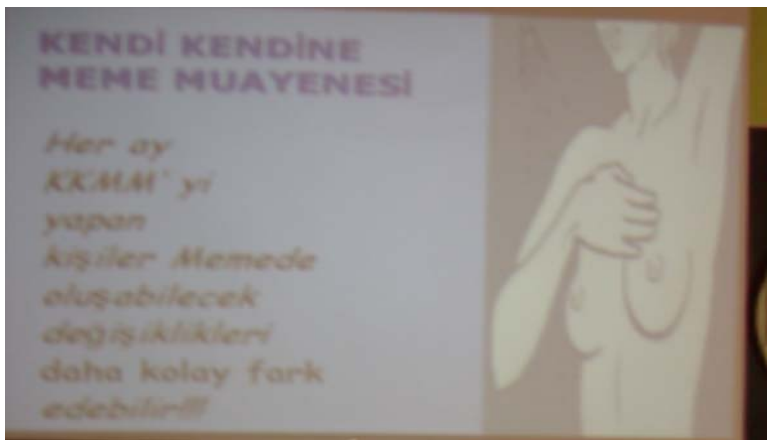 KENDİ KENDİNE
MEME MUAYENESİ
Her ay
KKMM' yi
yapan
kişiler Memede
oluşabilecek
değişiklikleri
daha kolay fark
edebilir!!!